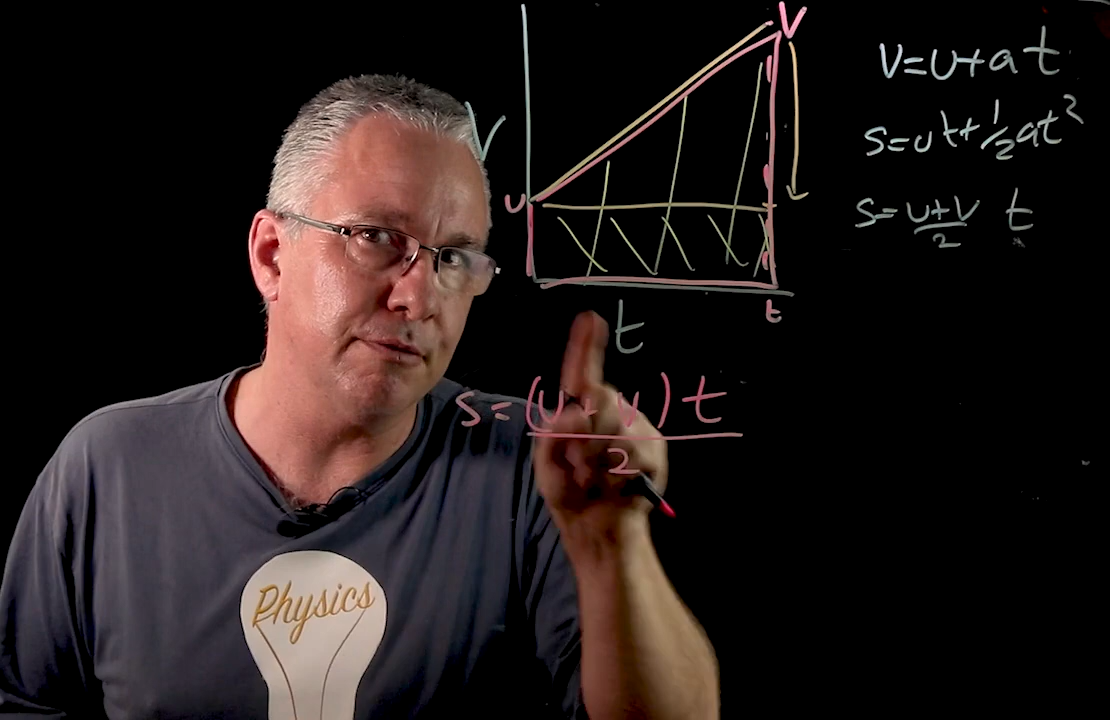 V
V
U
t
t
V=U+at
S=Ut+½at²
S=U+V/2 t
S=(U+V)t/2
Physics